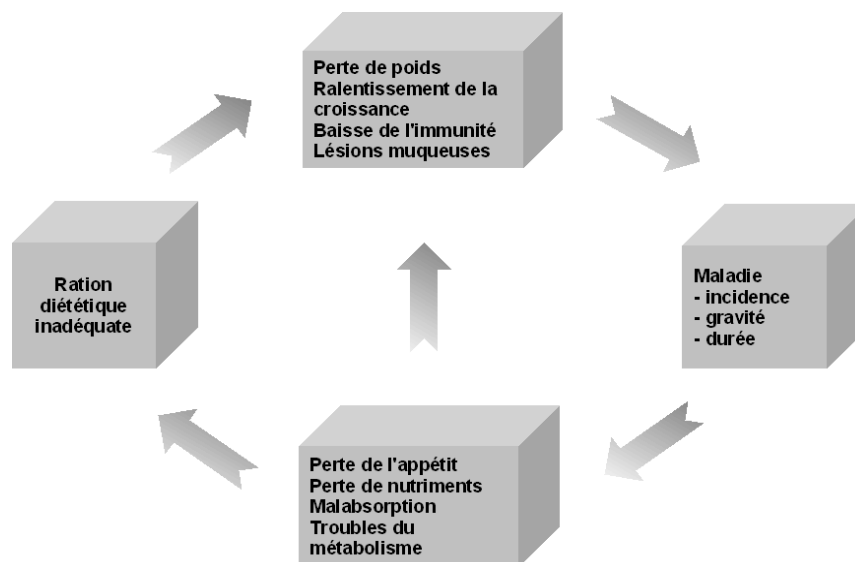 Perte de poids
Ralentissement de la
croissance
Baisse de l'immunité
Lésions muqueuses
Ration
diététique
inadéquate
Maladie
- incidence
- gravité
- durée
Perte de l'appétit
Perte de nutriments
Malabsorption
Troubles du
métabolisme